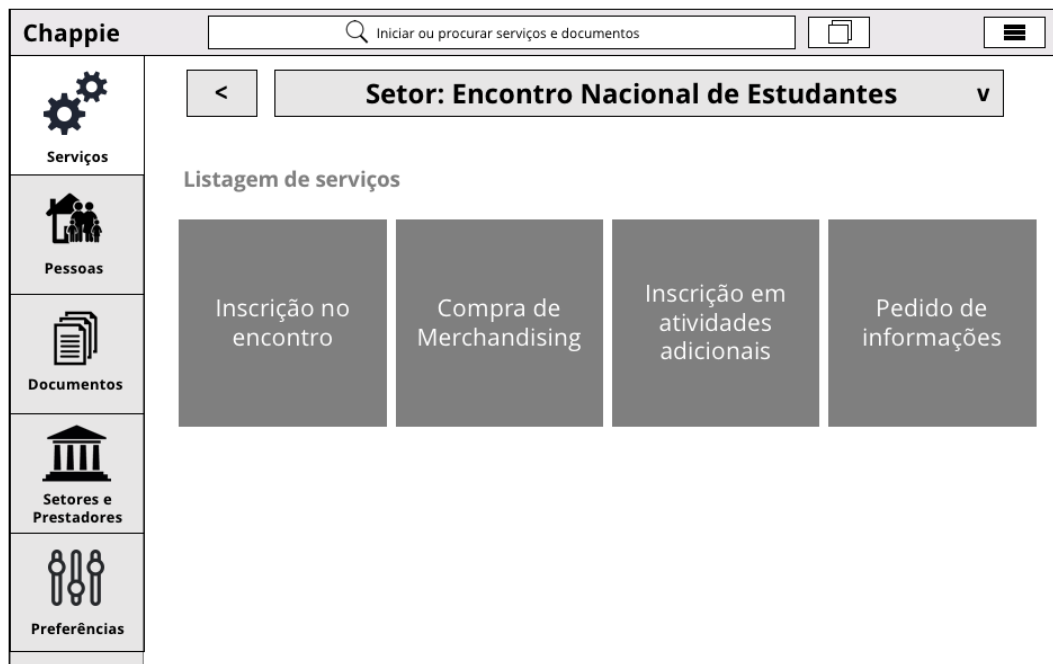 Chappie
Iniciar ou procurar serviços e documentos
<
Setor: Encontro Nacional de Estudantes
v
Serviços
Pessoas
Documentos
Setores e
Prestadores
Preferências
Listagem de serviços
Inscrição no
encontro
Compra de
Merchandising
Inscrição em
atividades
adicionais
Pedido de
informações